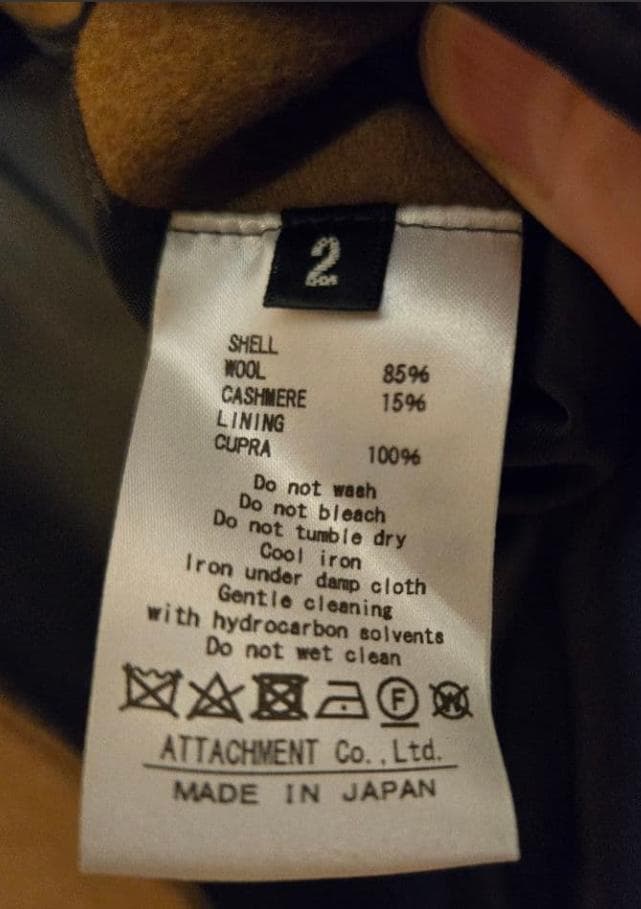 2
SHELL
WOOL 85%
CASHMERE 15%
LINING
CUPRA 100%
Do not wash
Do not bleach
Do not tumble dry
Cool iron
Iron under damp cloth
Gentle cleaning
with hydrocarbon solvents
Do not wet clean
F W
ATTACHMENT Co.,Ltd.
MADE IN JAPAN